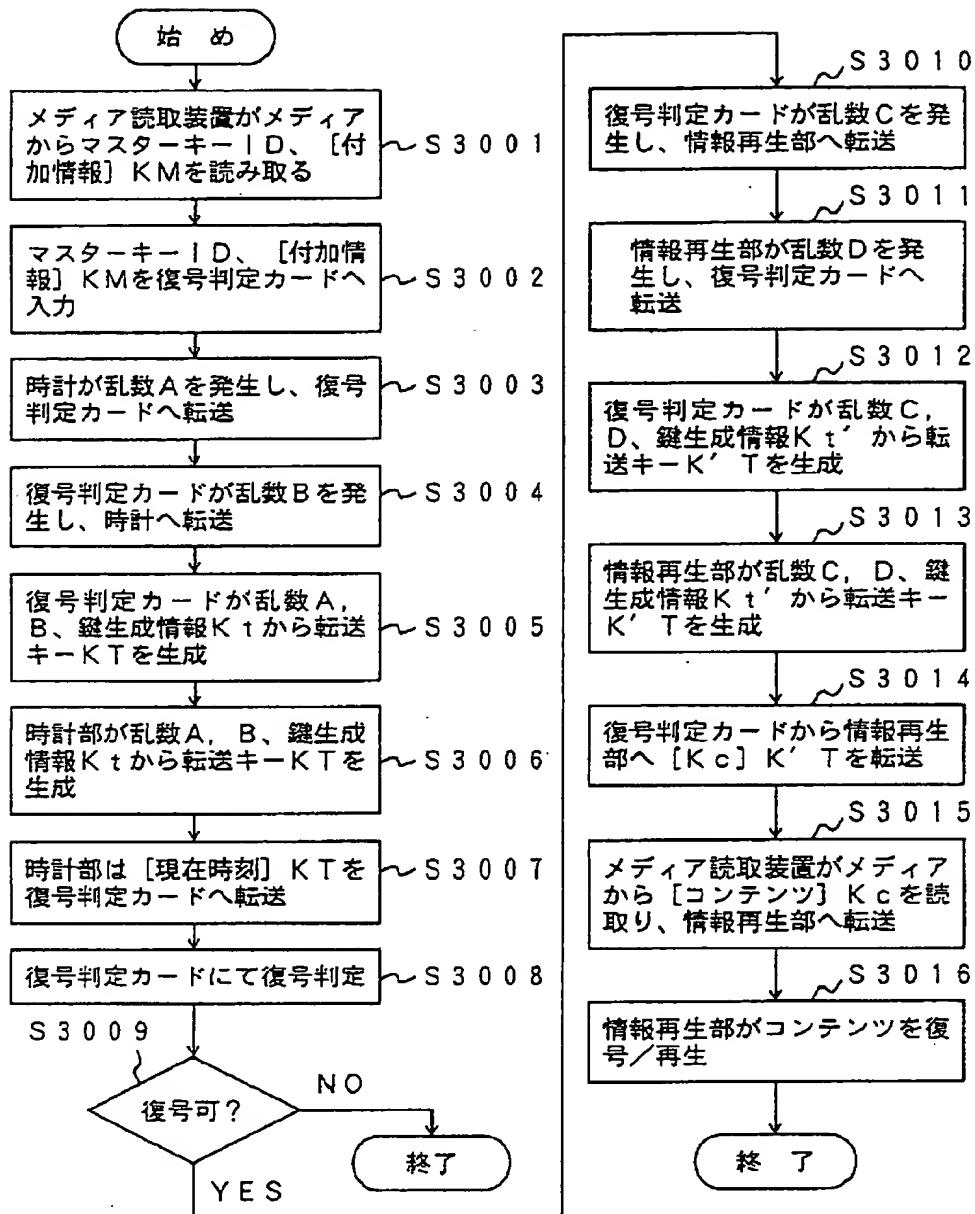 始 め
メディア読取装置がメディア
からマスターキーID、[付
加情報] KMを読み取る
S3001
マスターキーID、 [付加情
報] KMを復号判定カードへ
入力
S3002
時計が乱数Aを発生し、復号
判定カードへ転送
S3003
復号判定カードが乱数Bを発
生し、時計へ転送
S3004
復号判定カードが乱数A,
B、鍵生成情報Ktから転送
キーKTを生成
S3005
時計部が乱数A, B、鍵生成
情報Ktから転送キーKTを
生成
S3006
時計部は [現在時刻] KTを
復号判定カードへ転送
S3007
復号判定カードにて復号判定
S3008
S3009
復号可?
NO
終了
YES
S3010
復号判定カードが乱数Cを発
生し、情報再生部へ転送
S3011
情報再生部が乱数Dを発
生し、復号判定カードへ
転送
S3012
復号判定カードが乱数C,
D、鍵生成情報Kt′から転
送キーK′Tを生成
S3013
情報再生部が乱数C, D、鍵
生成情報Kt′から転送キー
K′Tを生成
S3014
復号判定カードから情報再生
部へ [Kc] K′Tを転送
S3015
メディア読取装置がメディア
から [コンテンツ] Kcを読
取り、情報再生部へ転送
S3016
情報再生部がコンテンツを復
号/再生
終 了